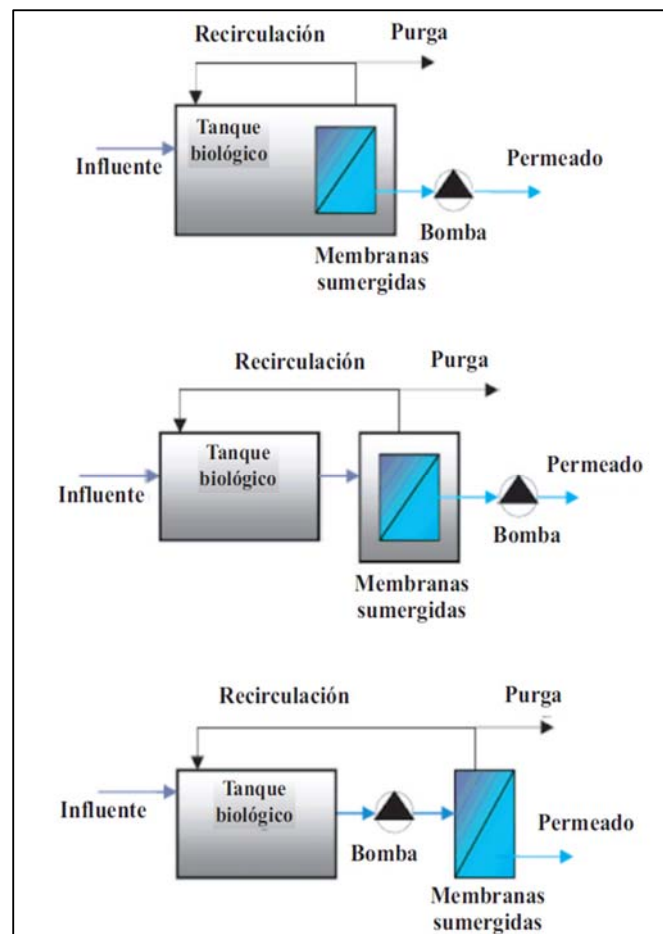 Recirculación
Purga
Tanque
biológico
Influente
Permeado
Bomba
Membranas
sumergidas
Recirculación
Purga
Tanque
biológico
Influente
Permeado
Bomba
Membranas
sumergidas
Recirculación
Purga
Tanque
biológico
Influente
Bomba
Permeado
Membranas
sumergidas